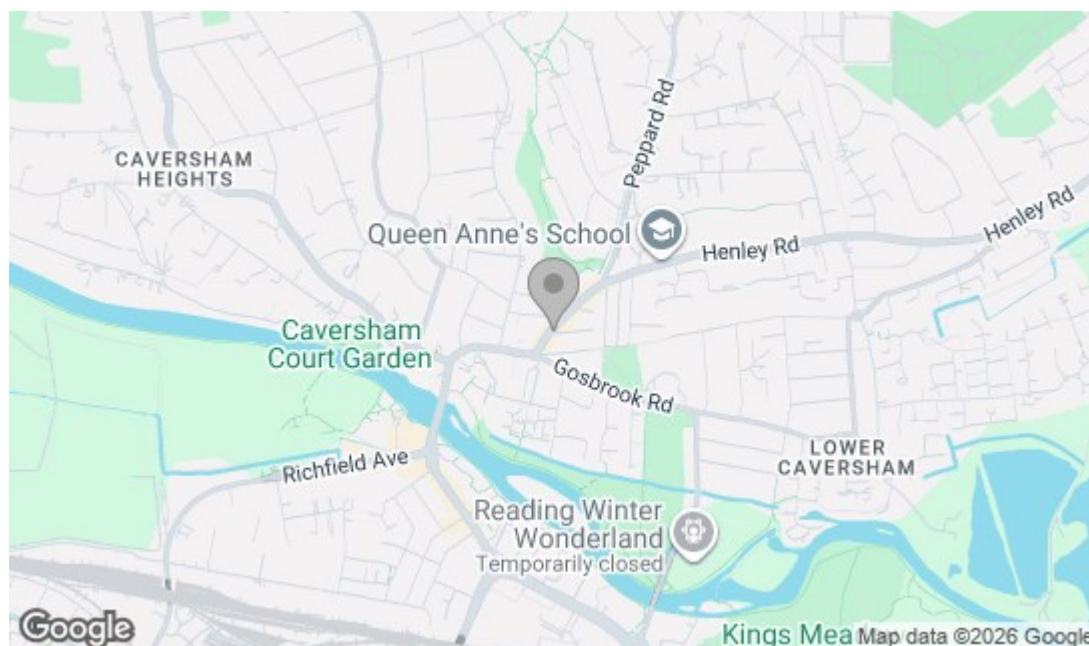 Peppard Rd
CAVERSHAM
HEIGHTS
Queen Anne's School
Henley Rd
Henley Rd
Caversham
Court Garden
Gosbrook Rd
LOWER
CAVERSHAM
Richfield Ave
Reading Winter
Wonderland
Temporarily closed
Google
Kings Mea
Map data ©2026 Google